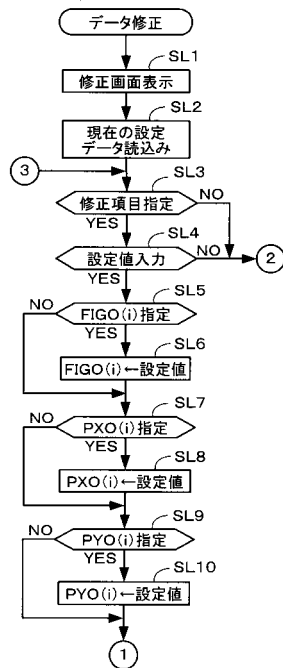 データ修正
SL1
修正画面表示
SL2
現在の設定
データ読込み
3
SL3
修正項目指定
NO
YES
SL4
設定値入力
NO
2
YES
SL5
NO
FIGO(i)指定
YES
SL6
FIGO(i)←設定値
SL7
NO
PXO(i)指定
YES
SL8
PXO(i)←設定値
SL9
NO
PYO(i)指定
YES
SL10
PYO(i)←設定値
1